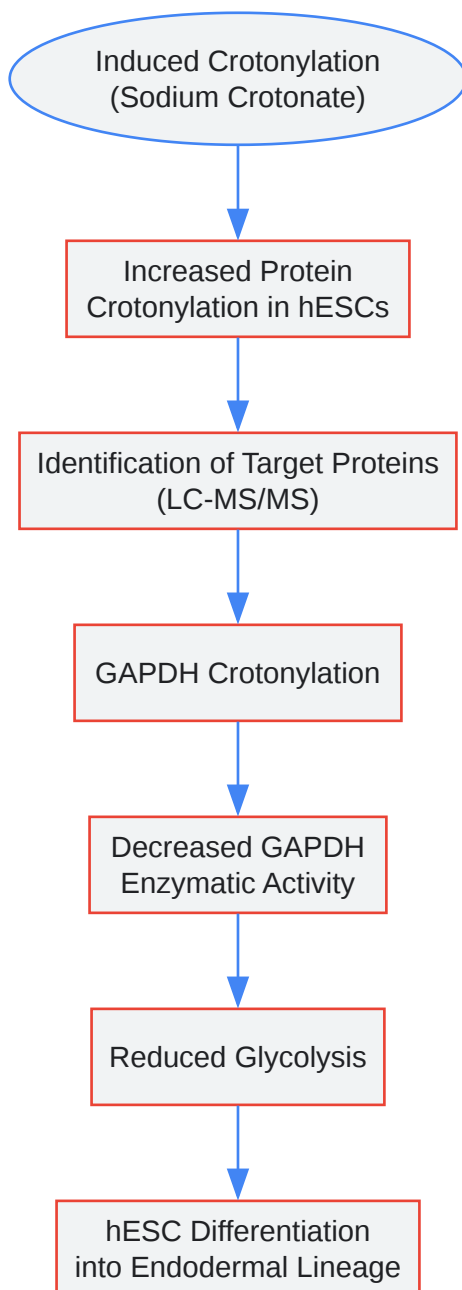 Induced Crotonylation
(Sodium Crotonate)
Increased Protein
Crotonylation in hESCs
Identification of Target Proteins
(LC-MS/MS)
GAPDH Crotonylation
Decreased GAPDH
Enzymatic Activity
Reduced Glycolysis
hESC Differentiation
into Endodermal Lineage